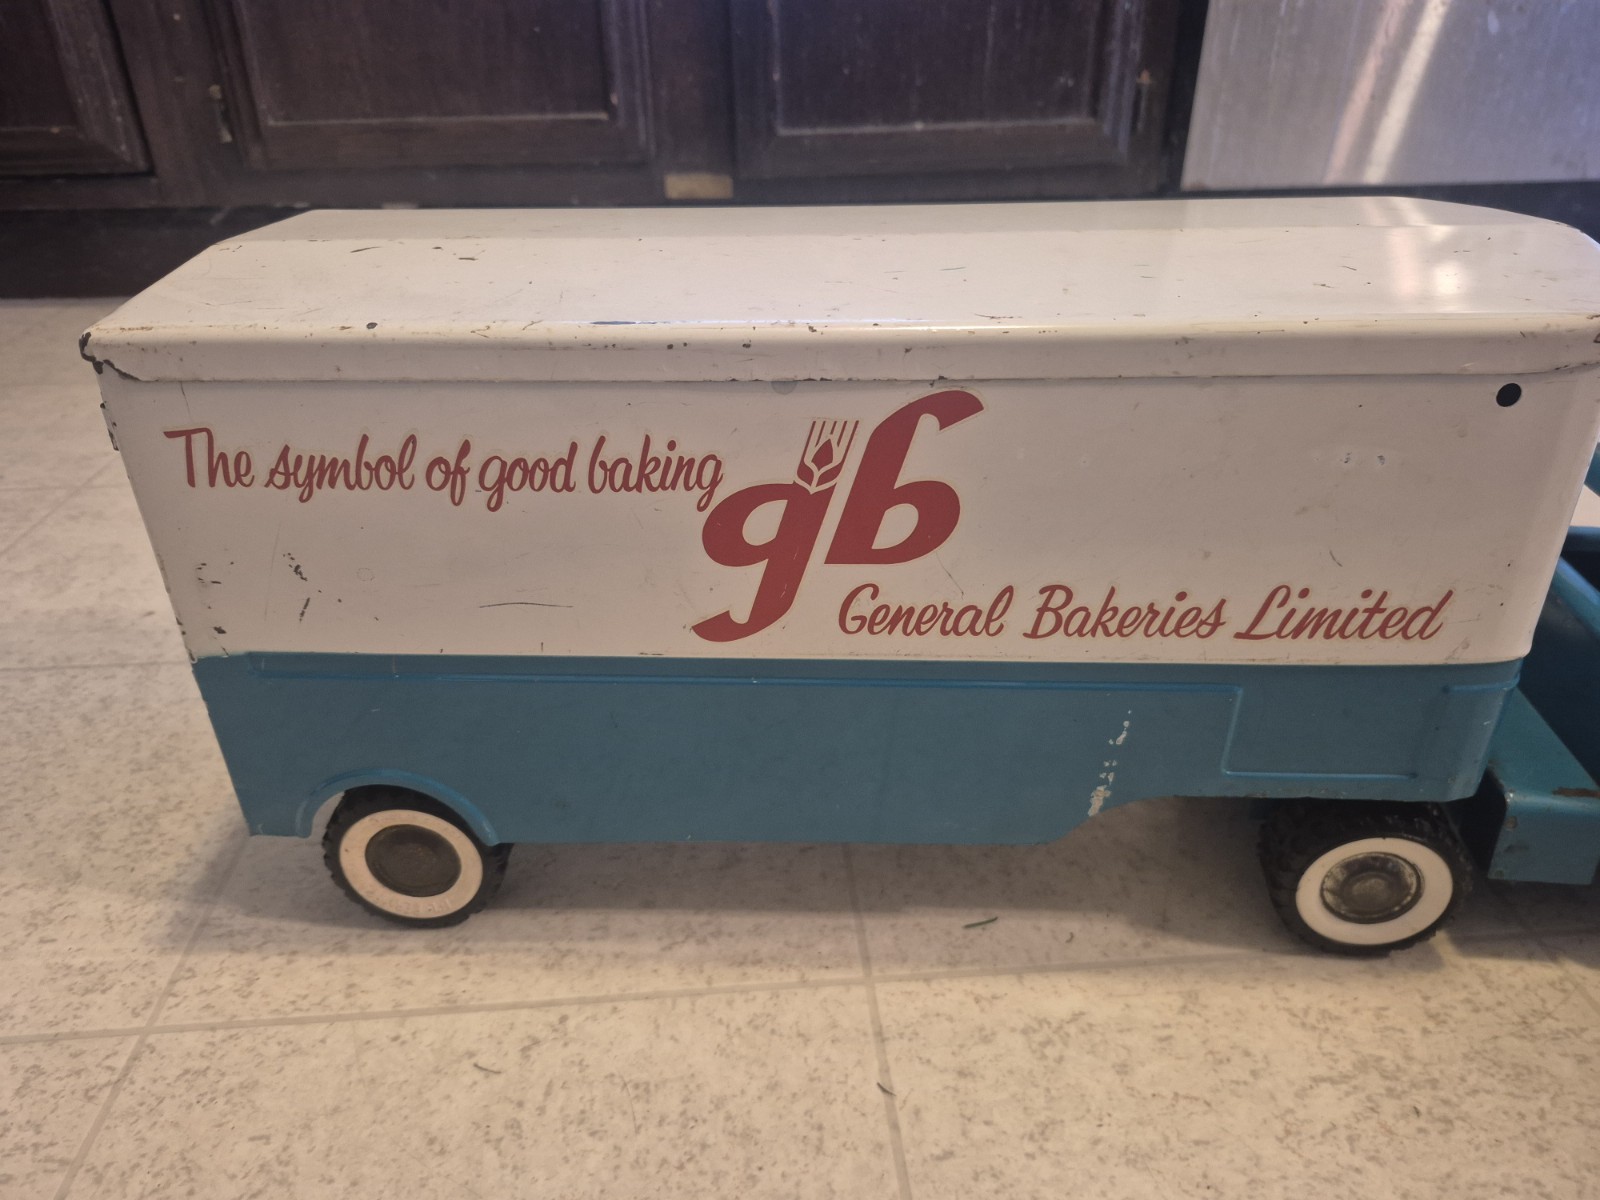 The symbol of good baking
gb
General Bakeries Limited